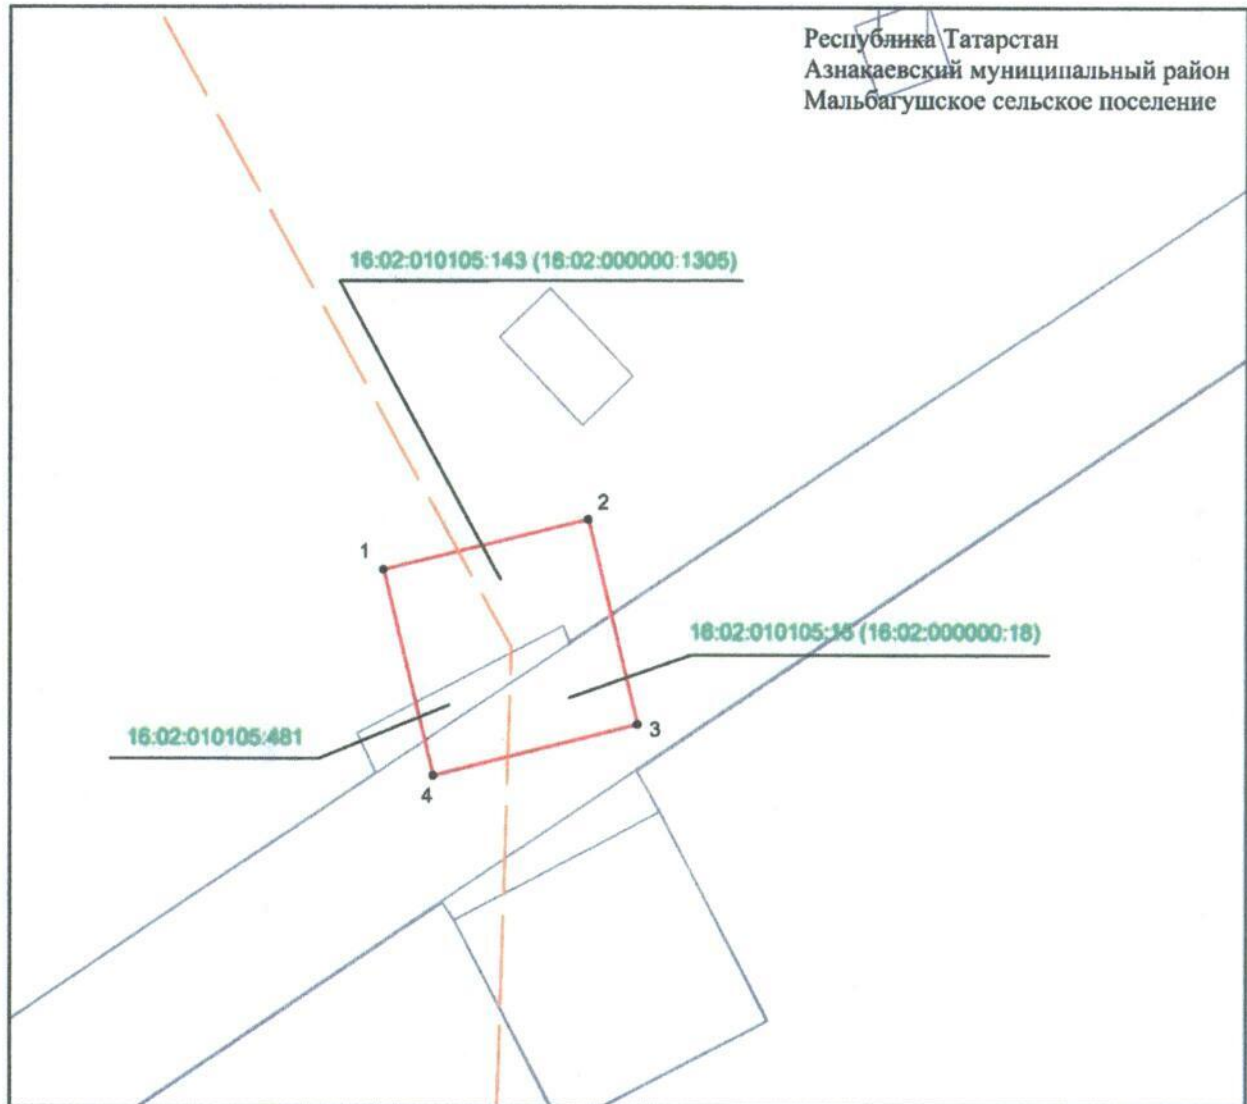 Республика Татарстан
Азнакаевский муниципальный район
Мальбагушское сельское поселение
16:02:010105:143 (16:02:000000:1305)
2
1
16:02:010105:15 (16:02:000000:18)
3
16:02:010105:481
4